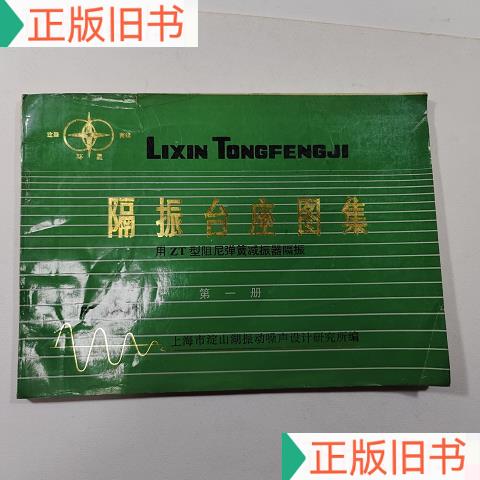 正版旧书
LIXIN TONGFENGJI
隔振台座图集
用ZT型阻尼弹簧减振器隔振
第一册
上海市淀山湖振动噪声设计研究所编
正版旧书